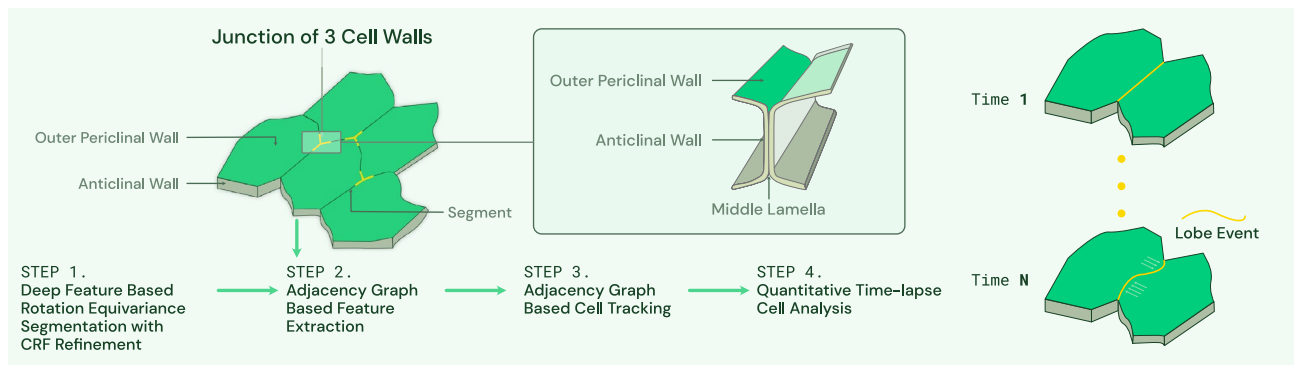 Junction of 3 Cell Walls
Outer Periclinal Wall
Anticlinal Wall
Segment
Outer Periclinal Wall
Anticlinal Wall
Middle Lamella
Time 1
Lobe Event
Time N
STEP 1.
Deep Feature Based
Rotation Equivariance
Segmentation with
CRF Refinement
STEP 2.
Adjacency Graph
Based Feature
Extraction
STEP 3.
Adjacency Graph
Based Cell Tracking
STEP 4.
Quantitative Time-lapse
Cell Analysis